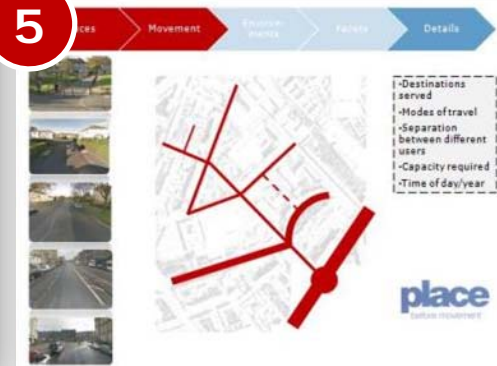 5
ces
Movement
Details
-Destinations
served
-Modes of travel
-Separation
between different
users
-Capacity required
-Time of day/year
place
before movement